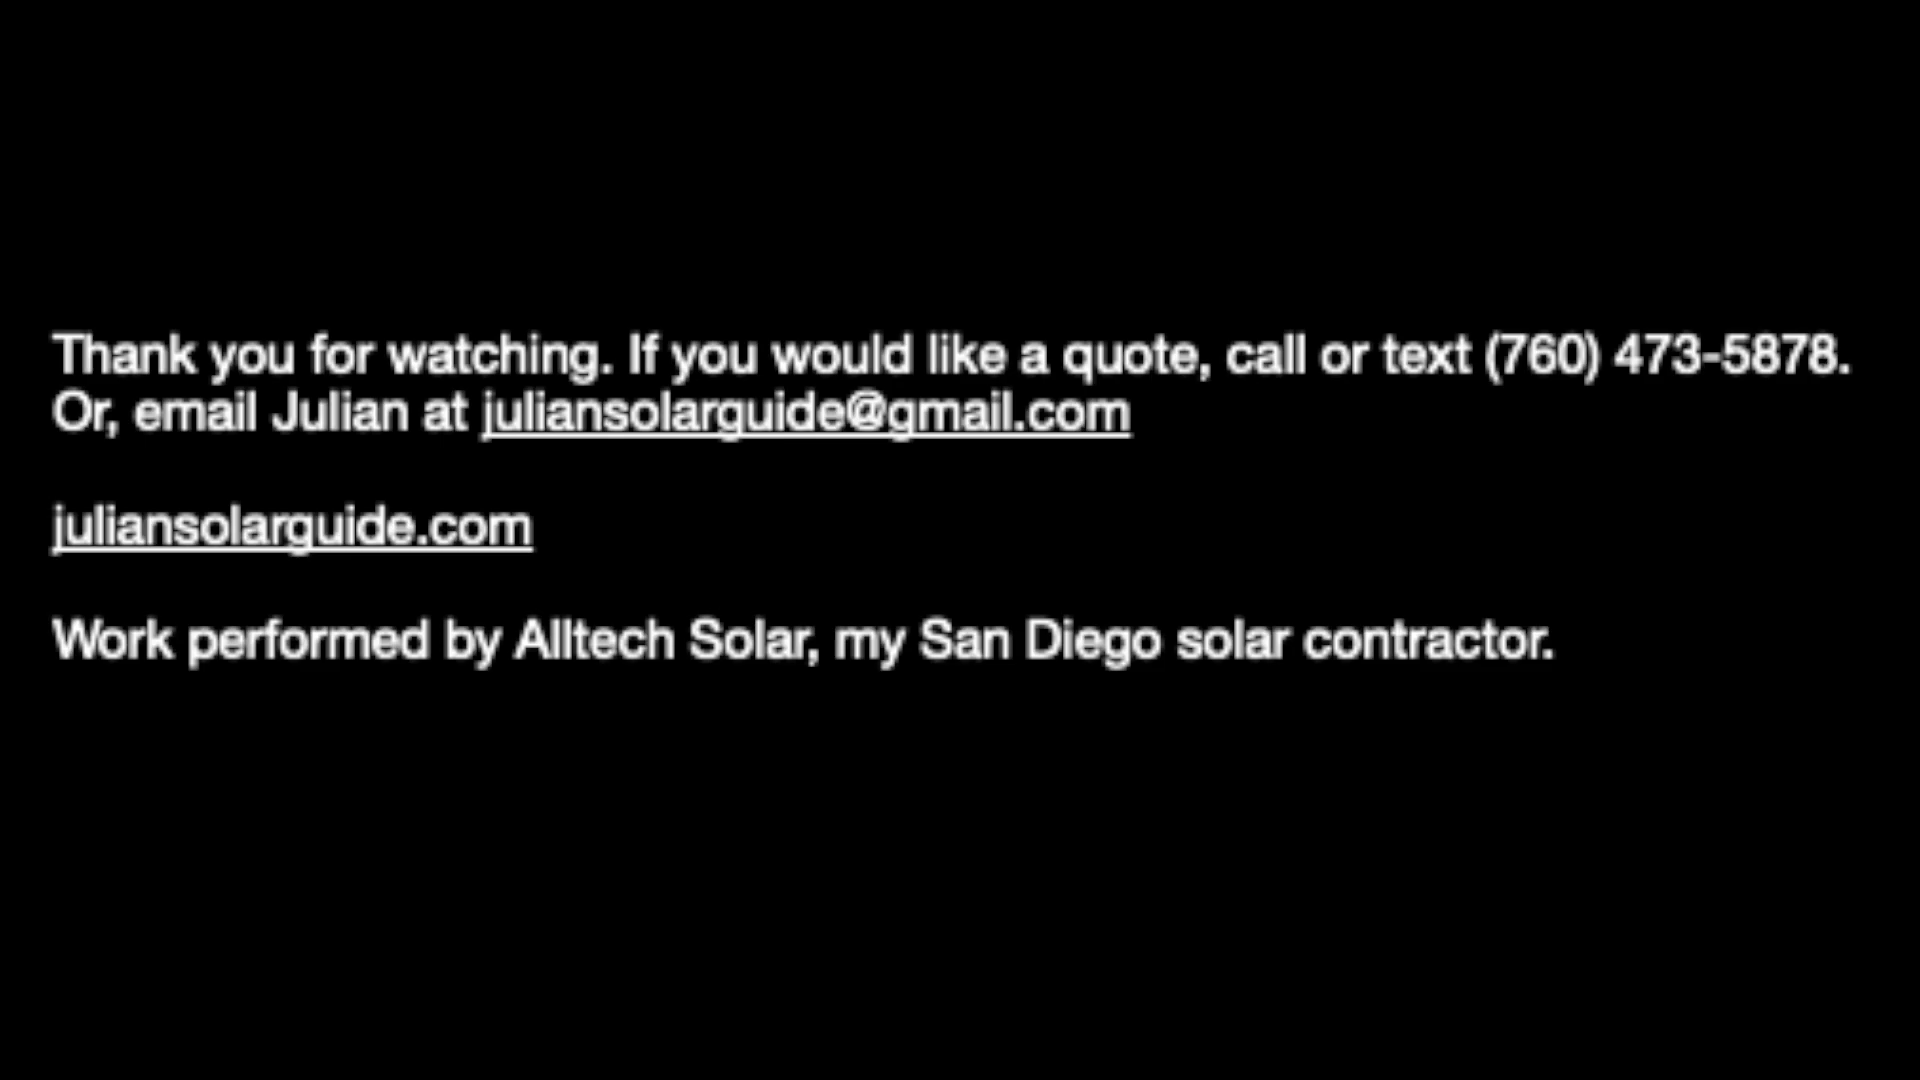 Thank you for watching. If you would like a quote, call or text (760) 473-5878.
Or, email Julian at juliansolarguide@gmail.com
juliansolarguide.com
Work performed by Alltech Solar, my San Diego solar contractor.